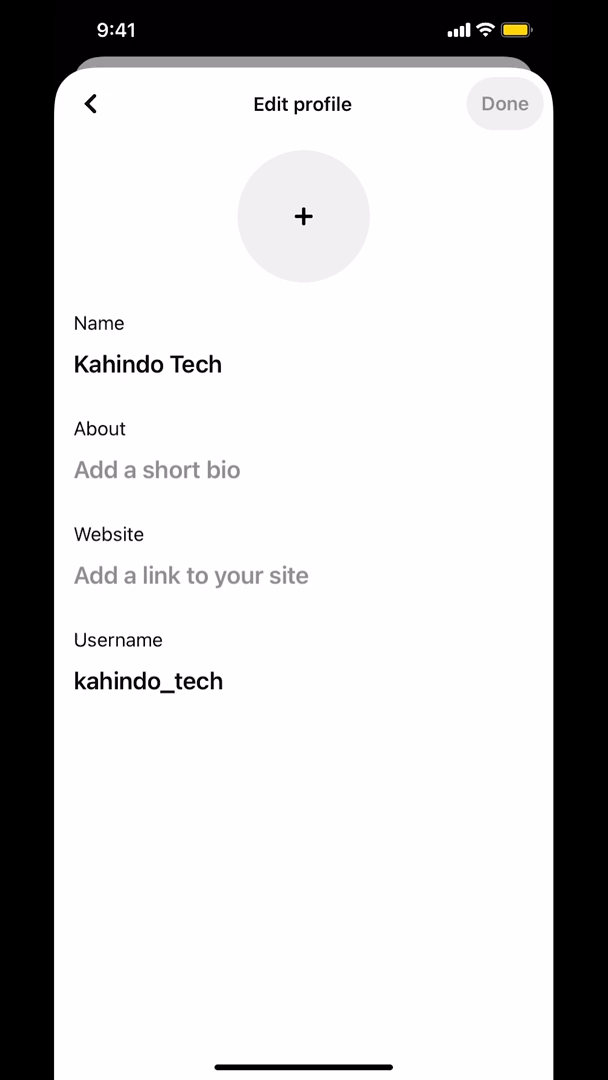 9:41
Edit profile
Done
+
Name
Kahindo Tech
About
Add a short bio
Website
Add a link to your site
Username
kahindo_tech